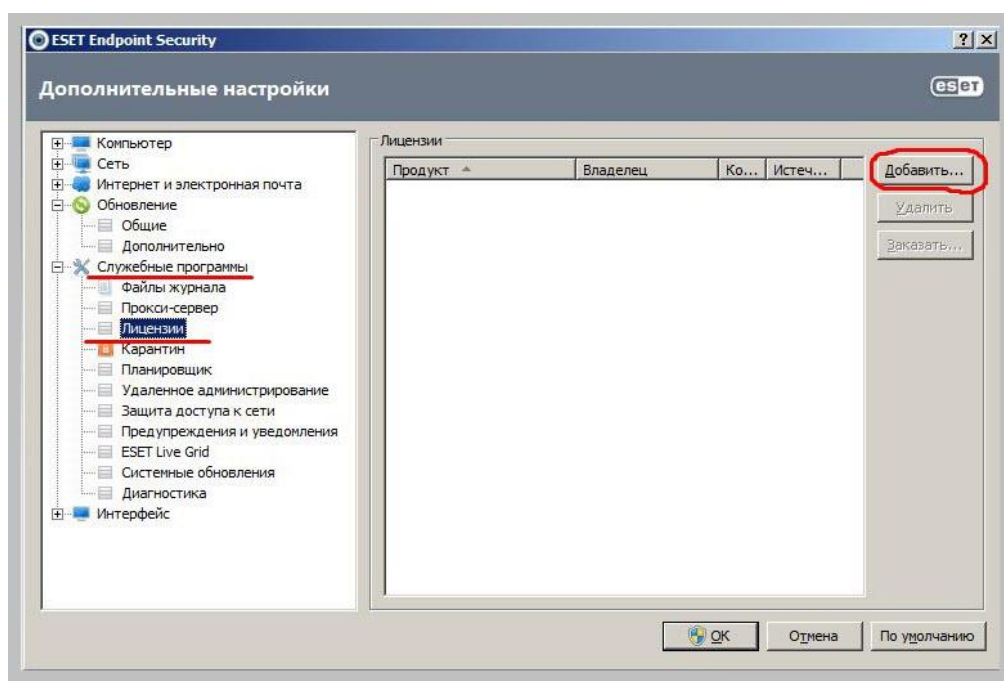 ESET Endpoint Security
Дополнительные настройки
eset
Компьютер
Сеть
Интернет и электронная почта
Обновление
Общие
Дополнительно
Служебные программы
Файлы журнала
Прокси-сервер
Лицензии
Карантин
Планировщик
Удаленное администрирование
Защита доступа к сети
Предупреждения и уведомления
ESET Live Grid
Системные обновления
Диагностика
Интерфейс
Лицензии
Продукт Владелец Ко... Истеч...
Добавить...
Удалить
Заказать...
OK Отмена По умолчанию